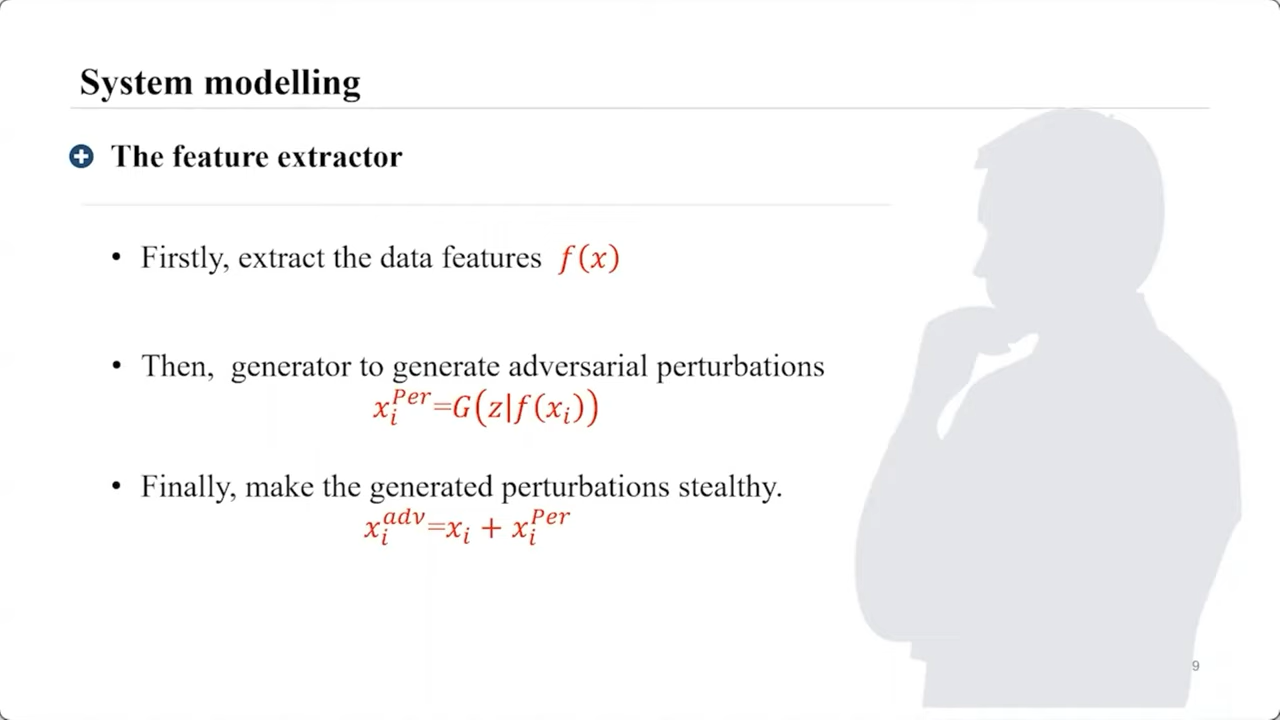 System modelling
The feature extractor
• Firstly, extract the data features f(x)
• Then, generator to generate adversarial perturbations
x_i^{Per}=G(z|f(x_i))
• Finally, make the generated perturbations stealthy.
x_i^{adv}=x_i + x_i^{Per}
9